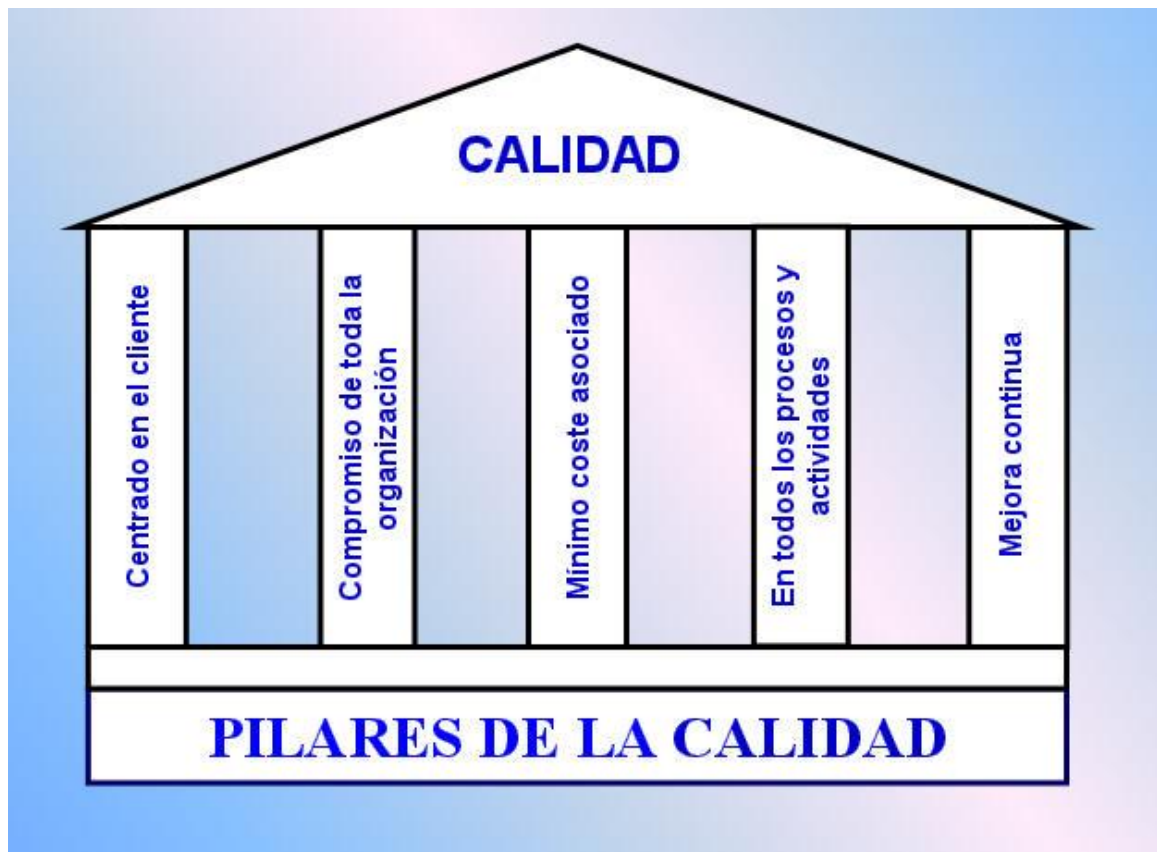 CALIDAD
Centrado en el cliente
Compromiso de toda la
organización
Mínimo coste asociado
En todos los procesos y
actividades
Mejora continua
PILARES DE LA CALIDAD